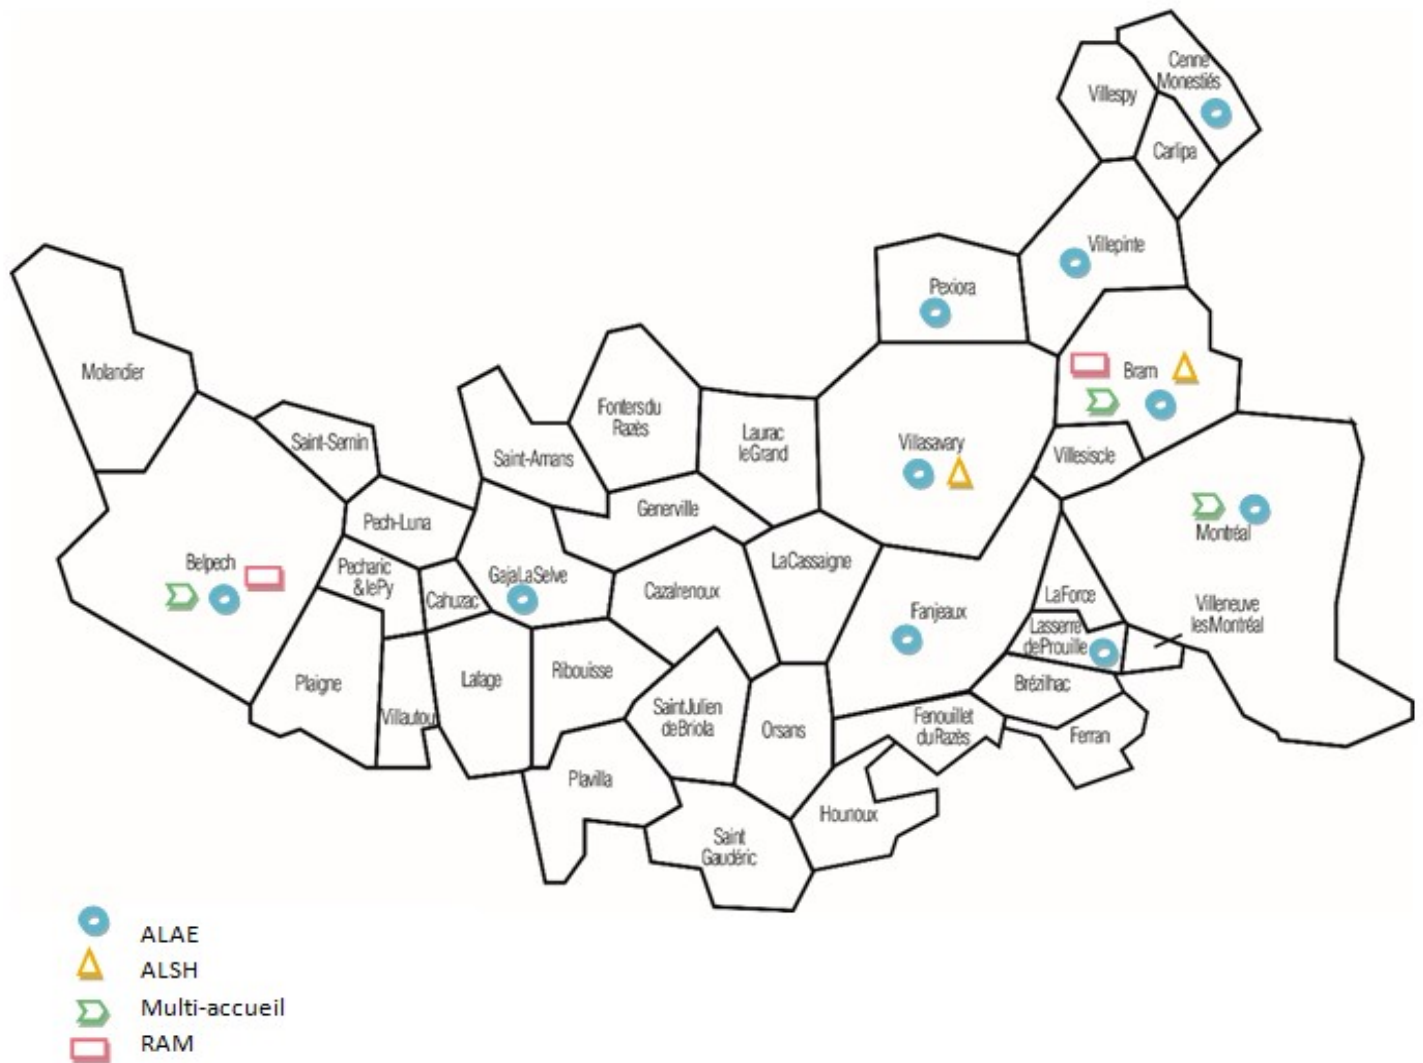 Cenne
Monestiés
Villespy
Carlipa
Villepinte
Pexiora
Molandier
Bram
Fontersdu
Razès
Saint-Sernin
Laurac
leGrand
Villasavary
Villesiscle
Saint-Amans
Generville
Pech-Luna
Montréal
Belpech
Pecharic
&lePy
GajaLaSelve
LaCassaigne
Cahuzac
Cazalrenoux
LaForce
Villeneuve
lesMontréal
Fanjeaux
Lasserre
deProuille
Plaigne
Lafage
Ribouisse
Brézilhac
Villautou
SaintJulien
deBriola
Orsans
Fenouillet
duRazès
Ferran
Plavilla
Hounoux
Saint
Gaudéric
ALAE
ALSH
Multi-accueil
RAM